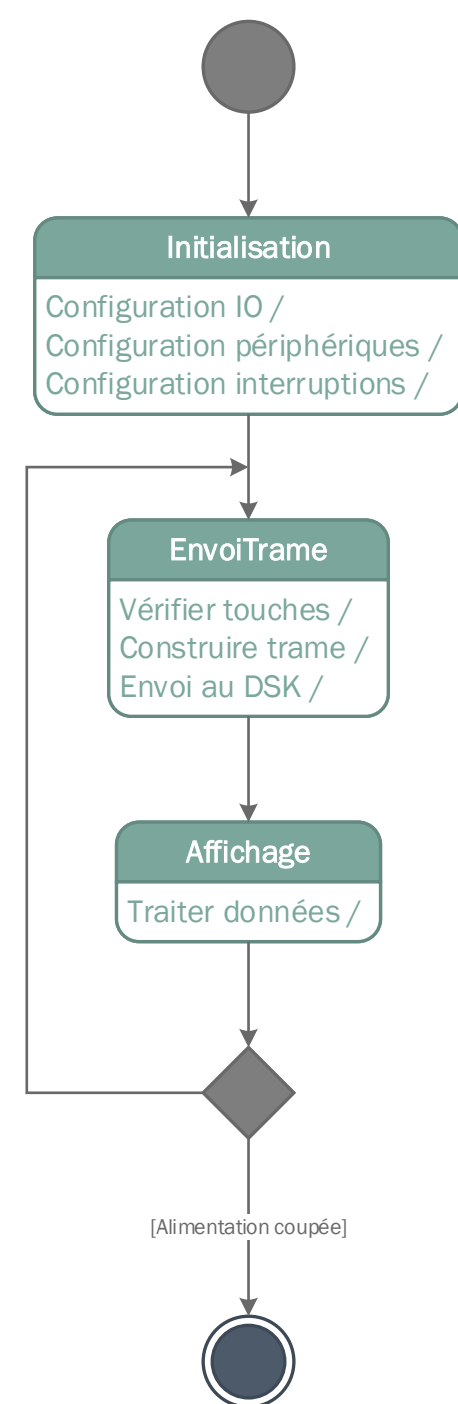 Initialisation
Configuration IO /
Configuration périphériques /
Configuration interruptions /
EnvoiTrame
Vérifier touches /
Construire trame /
Envoi au DSK /
Affichage
Traiter données /
[Alimentation coupée]